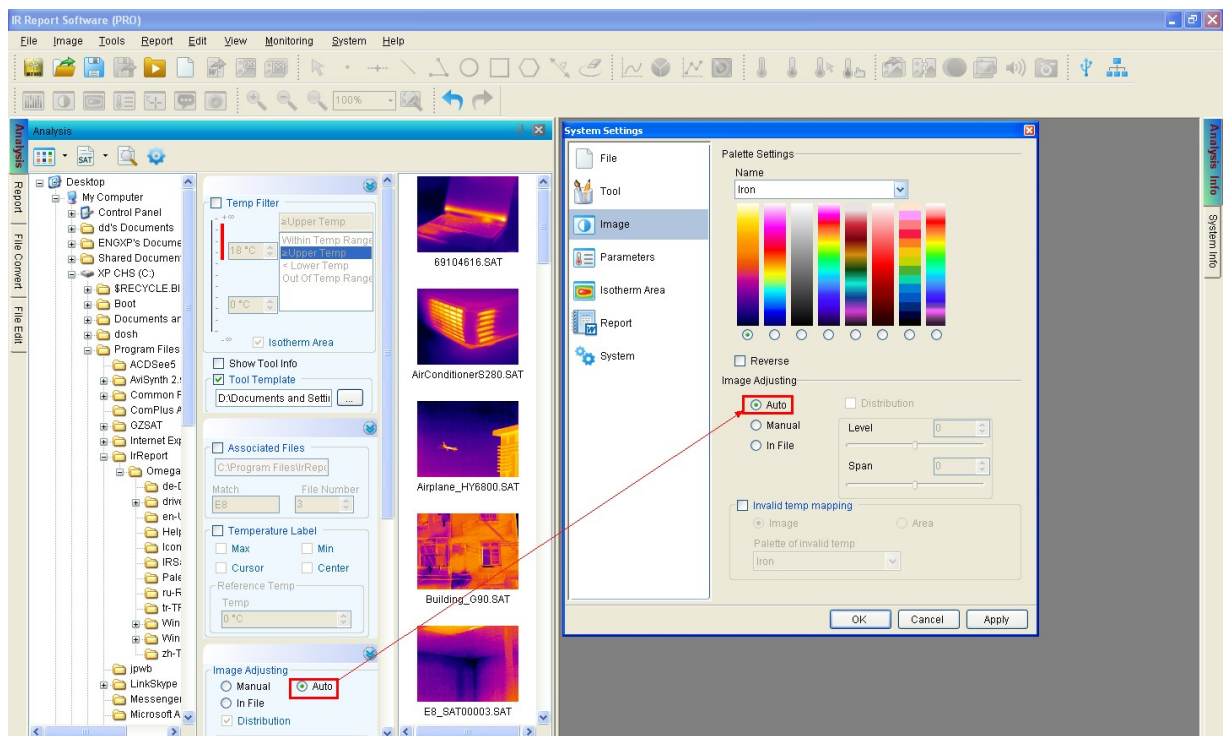 IR Report Software (PRO)
File Image Tools Report Edit View Monitoring System Help
100%
Analysis
Report
File Convert
File Edit
Analysis
SAT
Desktop
My Computer
Control Panel
dd's Documents
ENGXP's Docume
Shared Documen
XP CHS (C:)
$RECYCLE.BI
Boot
Documents ar
dosh
Program Files
ACDSee5
AviSynth 2.
Common F
ComPlus A
GZSAT
Internet Exp
IrReport
Omega
de-D
drive
en-U
Help
Icon
IRS
Pale
ru-R
tr-TF
Win
Win
zh-T
jpwb
LinkSkype
Messenger
Microsoft A
Temp Filter
+∞
≥Upper Temp
18 °C
Within Temp Range
≥Upper Temp
< Lower Temp
Out Of Temp Range
0 °C
-∞
Isotherm Area
Show Tool Info
Tool Template
D:\Documents and Settin
...
Associated Files
C:\Program Files\IrRepo
Match File Number
E8 3
Temperature Label
Max Min
Cursor Center
Reference Temp
Temp
0 °C
Image Adjusting
Manual Auto
In File
Distribution
69104616.SAT
AirConditionerS280.SAT
Airplane_HY6800.SAT
Building_G90.SAT
E8_SAT00003.SAT
System Settings
File
Tool
Image
Parameters
Isotherm Area
Report
System
Palette Settings
Name
Iron
Reverse
Image Adjusting
Auto Distribution
Manual
In File
Level 0
Span 0
Invalid temp mapping
Image Area
Palette of invalid temp
Iron
OK Cancel Apply
Analysis Info
System Info